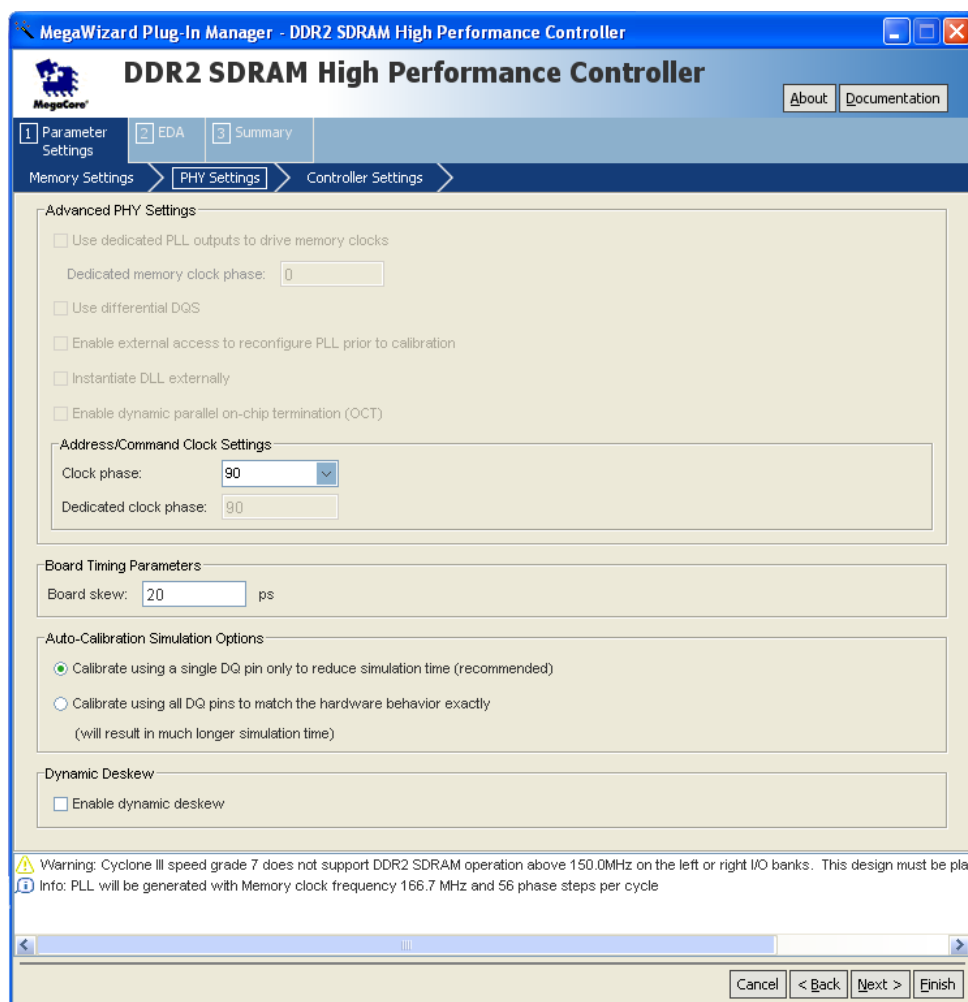 MegaWizard Plug-In Manager - DDR2 SDRAM High Performance Controller
DDR2 SDRAM High Performance Controller
MegaCore®
About Documentation
1 Parameter Settings
2 EDA
3 Summary
Memory Settings PHY Settings Controller Settings
Advanced PHY Settings
Use dedicated PLL outputs to drive memory clocks
Dedicated memory clock phase: 0
Use differential DQS
Enable external access to reconfigure PLL prior to calibration
Instantiate DLL externally
Enable dynamic parallel on-chip termination (OCT)
Address/Command Clock Settings
Clock phase: 90
Dedicated clock phase: 90
Board Timing Parameters
Board skew: 20 ps
Auto-Calibration Simulation Options
Calibrate using a single DQ pin only to reduce simulation time (recommended)
Calibrate using all DQ pins to match the hardware behavior exactly
(will result in much longer simulation time)
Dynamic Deskew
Enable dynamic deskew
Warning: Cyclone III speed grade 7 does not support DDR2 SDRAM operation above 150.0MHz on the left or right I/O banks. This design must be pla
Info: PLL will be generated with Memory clock frequency 166.7 MHz and 56 phase steps per cycle
Cancel < Back Next > Finish